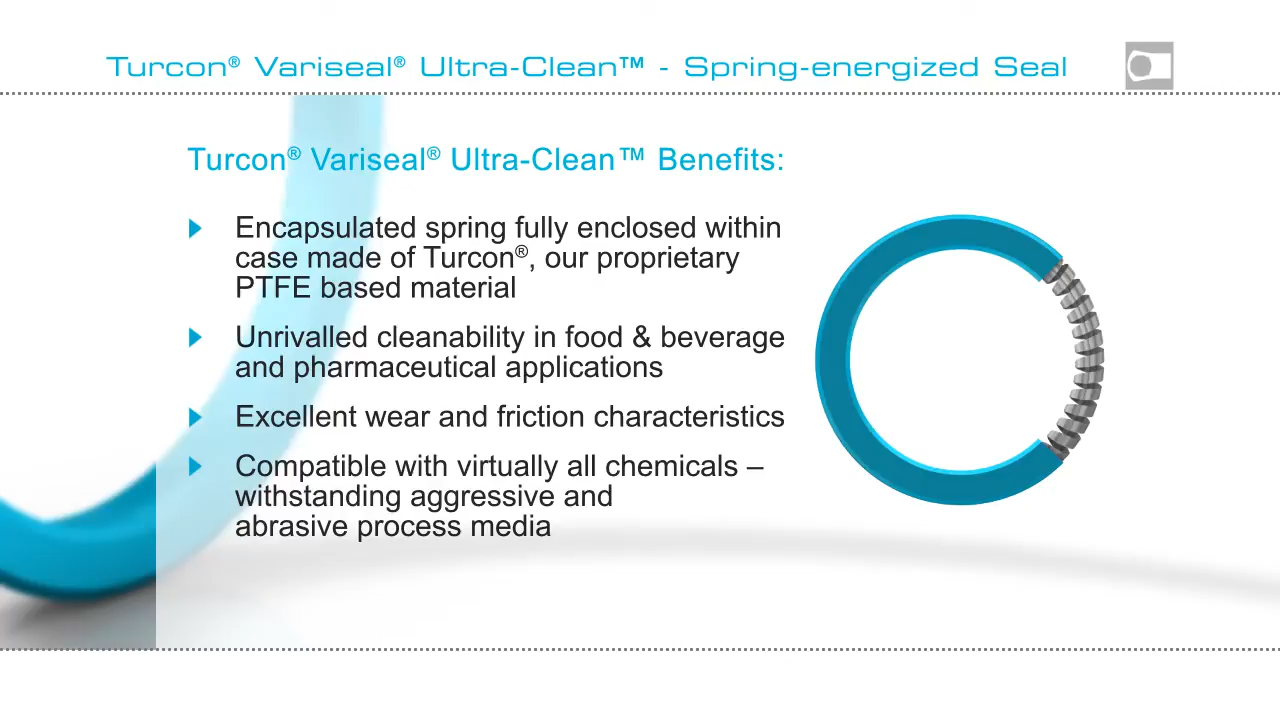 Turcon® Variseal® Ultra-Clean™ - Spring-energized Seal
Turcon® Variseal® Ultra-Clean™ Benefits:
Encapsulated spring fully enclosed within
case made of Turcon®, our proprietary
PTFE based material
Unrivalled cleanability in food & beverage
and pharmaceutical applications
Excellent wear and friction characteristics
Compatible with virtually all chemicals –
withstanding aggressive and
abrasive process media